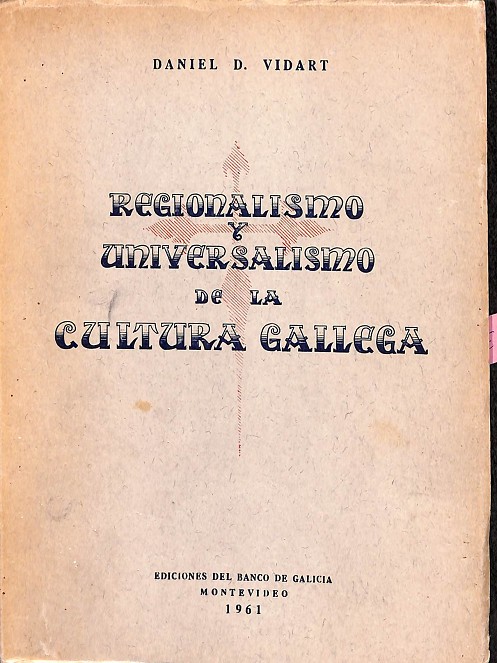 DANIEL D. VIDART
REGIONALISMO
Y
UNIVERSALISMO
DE LA
CULTURA GALLEGA
EDICIONES DEL BANCO DE GALICIA
MONTEVIDEO
1961